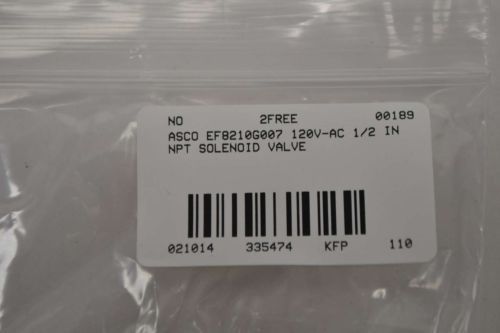 NO 2FREE 00189
ASCO EF8210G007 120V-AC 1/2 IN
NPT SOLENOID VALVE
021014 335474 KFP 110